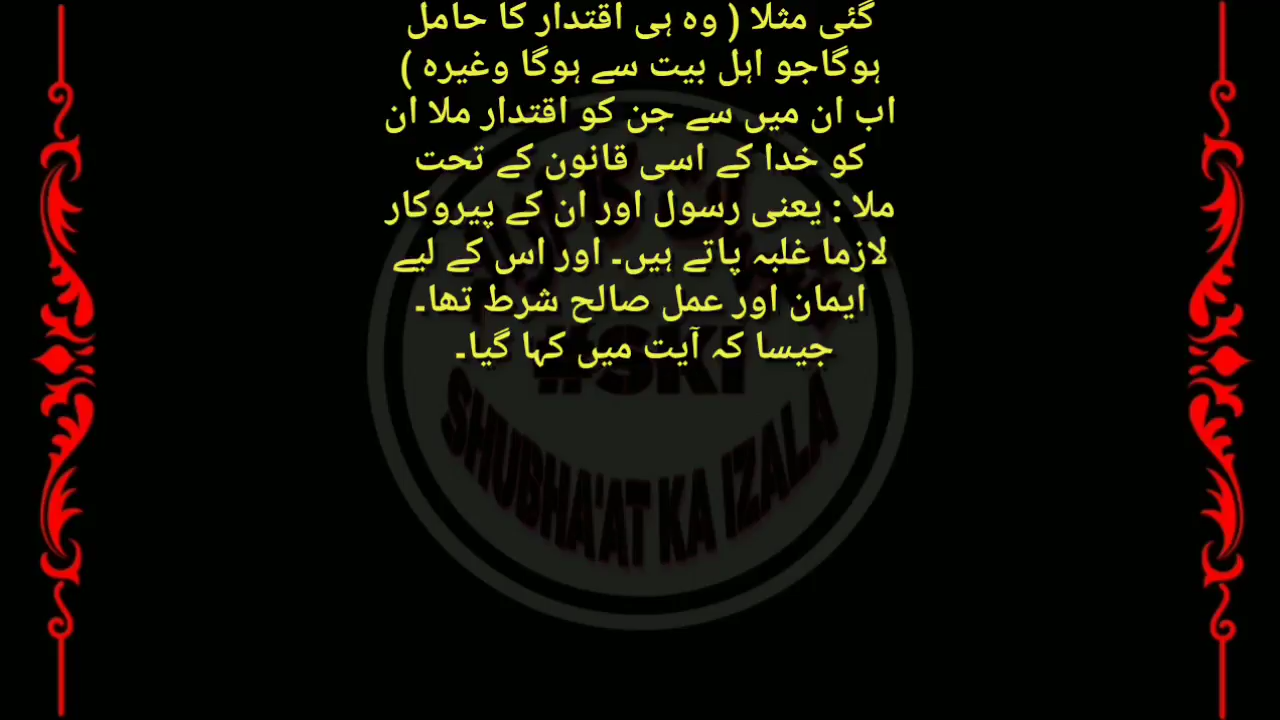 گئی مثلا ( وہ ہی اقتدار کا حامل
ہوگاجو اہل بیت سے ہوگا وغیرہ )
اب ان میں سے جن کو اقتدار ملا ان
کو خدا کے اسی قانون کے تحت
ملا : یعنی رسول اور ان کے پیروکار
لازما غلبہ پاتے ہیں۔ اور اس کے لیے
ایمان اور عمل صالح شرط تھا۔
جیسا کہ آیت میں کہا گیا۔
#SKI
SHUBHA'AT KA IZALA